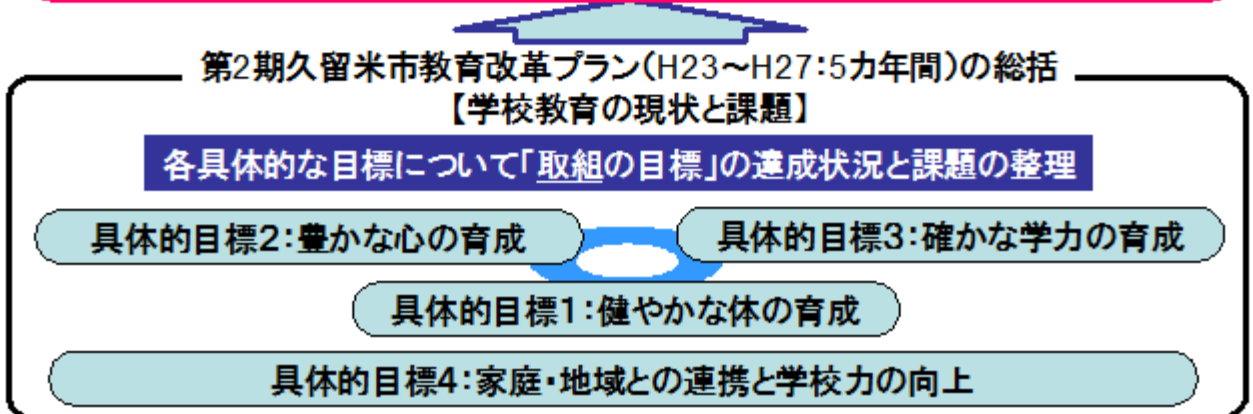 第2期久留米市教育改革プラン(H23～H27:5カ年間)の総括
【学校教育の現状と課題】
各具体的な目標について「取組の目標」の達成状況と課題の整理
具体的目標2:豊かな心の育成
具体的目標3:確かな学力の育成
具体的目標1:健やかな体の育成
具体的目標4:家庭・地域との連携と学校力の向上